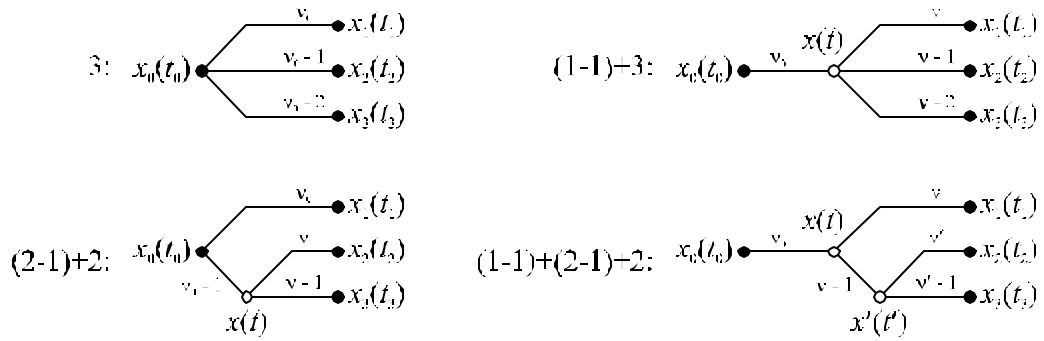 3: x₀(t₀) ν₀ x₁(t₁)
ν₀ - 1 x₂(t₂)
ν₀ - 2 x₃(t₃)
(1-1)+3: x₀(t₀) ν₀ x(t) ν x₁(t₁)
ν - 1 x₂(t₂)
ν - 2 x₃(t₃)
(2-1)+2: x₀(t₀) ν₀ x₁(t₁)
ν x₂(t₂)
ν₀ - 1 x(t) ν - 1 x₃(t₃)
(1-1)+(2-1)+2: x₀(t₀) ν₀ x(t) ν x₁(t₁)
ν' x₂(t₂)
ν - 1 x'(t') ν' - 1 x₃(t₃)